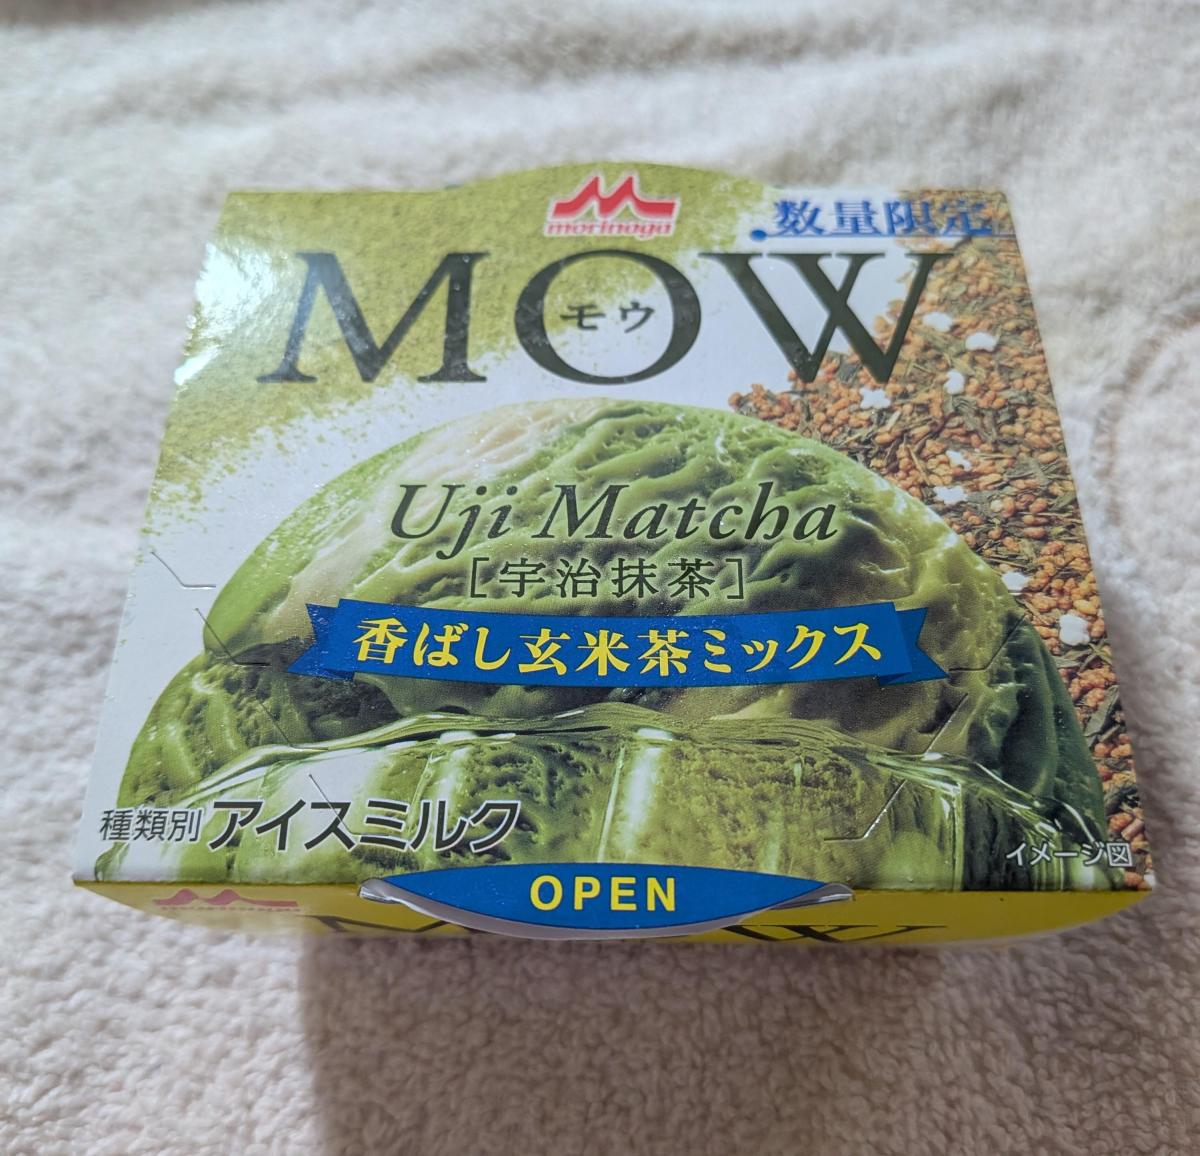 morinaga
数量限定
MOW
モウ
Uji Matcha
[宇治抹茶]
香ばし玄米茶ミックス
種類別 アイスミルク
イメージ図
OPEN